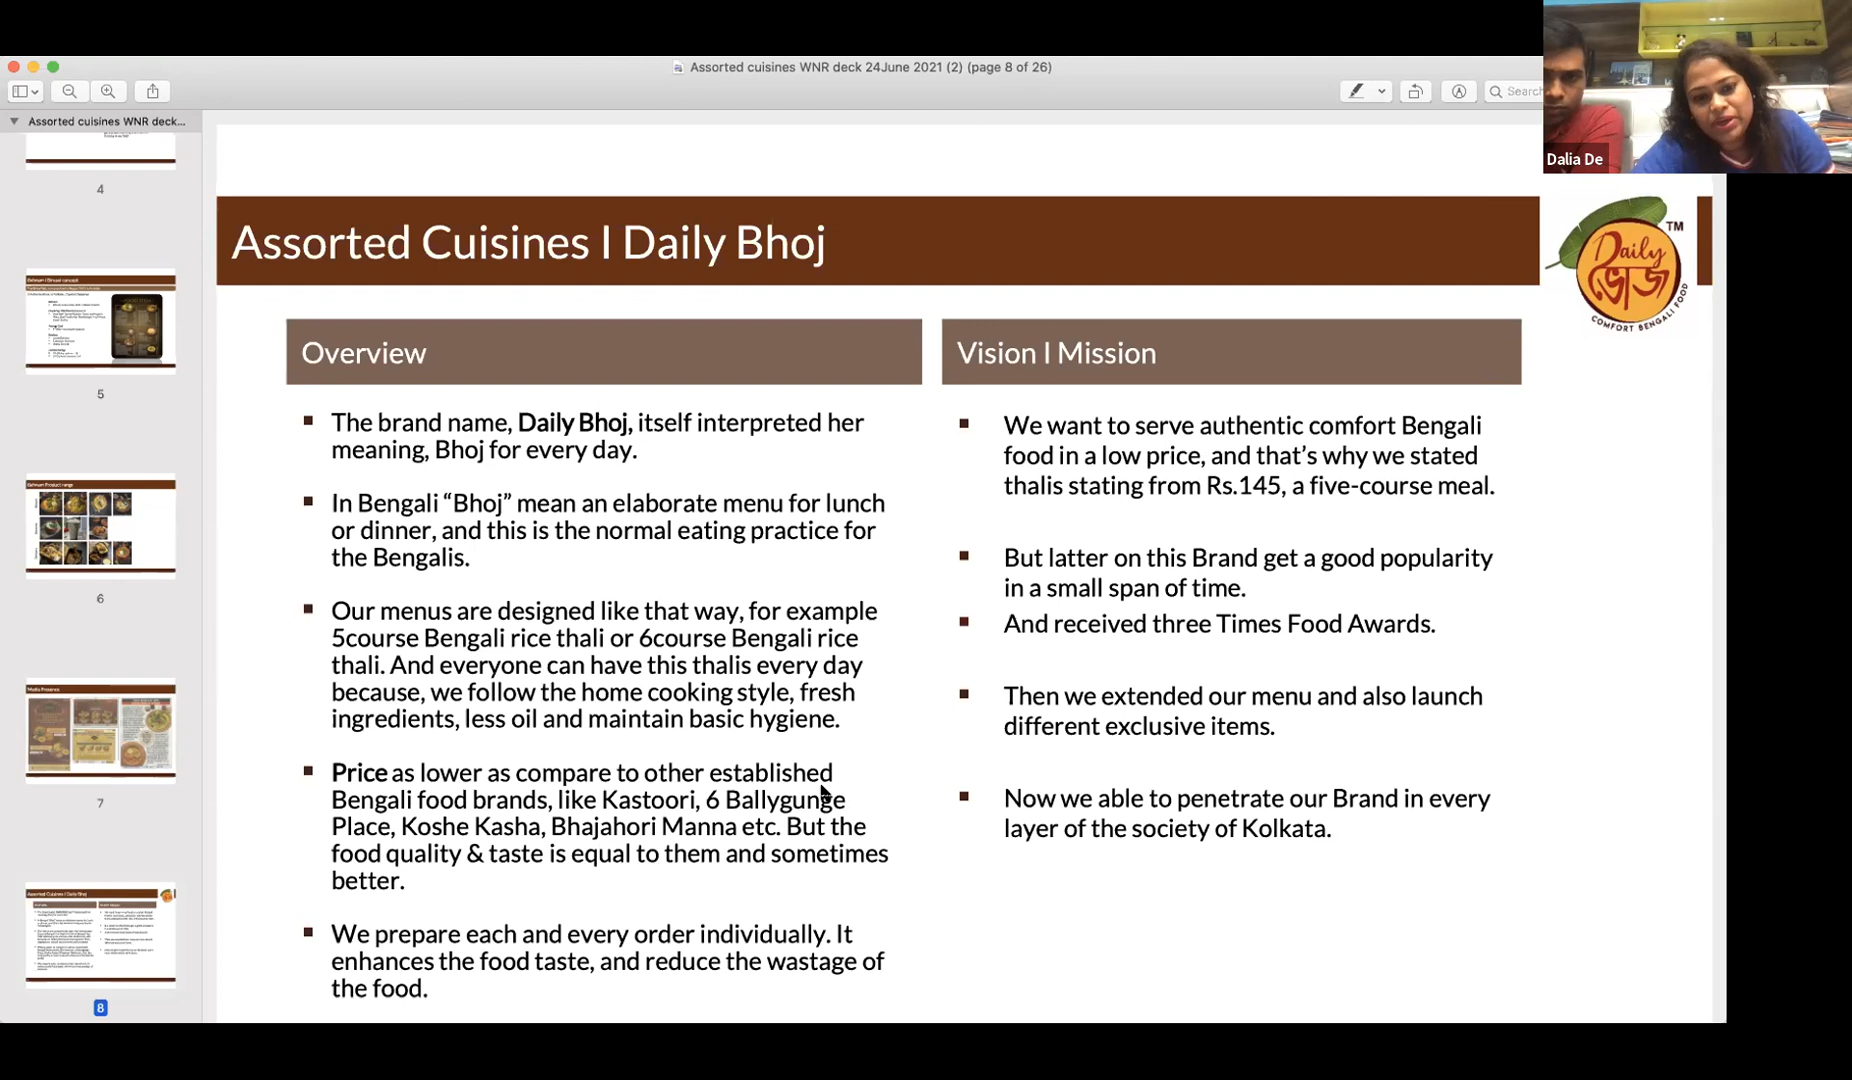 Assorted cuisines WNR deck 24June 2021 (2) (page 8 of 26)
Search
Assorted cuisines WNR deck...
4
5
Bahnam Product range
6
Media Presence
7
Assorted Cuisines I Daily Bhoj
8
Dalia De
Assorted Cuisines I Daily Bhoj
TM
Daily
ভোজ
COMFORT BENGALI FOOD
Overview
The brand name, Daily Bhoj, itself interpreted her
meaning, Bhoj for every day.
In Bengali “Bhoj” mean an elaborate menu for lunch
or dinner, and this is the normal eating practice for
the Bengalis.
Our menus are designed like that way, for example
5course Bengali rice thali or 6course Bengali rice
thali. And everyone can have this thalis every day
because, we follow the home cooking style, fresh
ingredients, less oil and maintain basic hygiene.
Price as lower as compare to other established
Bengali food brands, like Kastoori, 6 Ballygunge
Place, Koshe Kasha, Bhajahori Manna etc. But the
food quality & taste is equal to them and sometimes
better.
We prepare each and every order individually. It
enhances the food taste, and reduce the wastage of
the food.
Vision I Mission
We want to serve authentic comfort Bengali
food in a low price, and that’s why we stated
thalis stating from Rs.145, a five-course meal.
But latter on this Brand get a good popularity
in a small span of time.
And received three Times Food Awards.
Then we extended our menu and also launch
different exclusive items.
Now we able to penetrate our Brand in every
layer of the society of Kolkata.